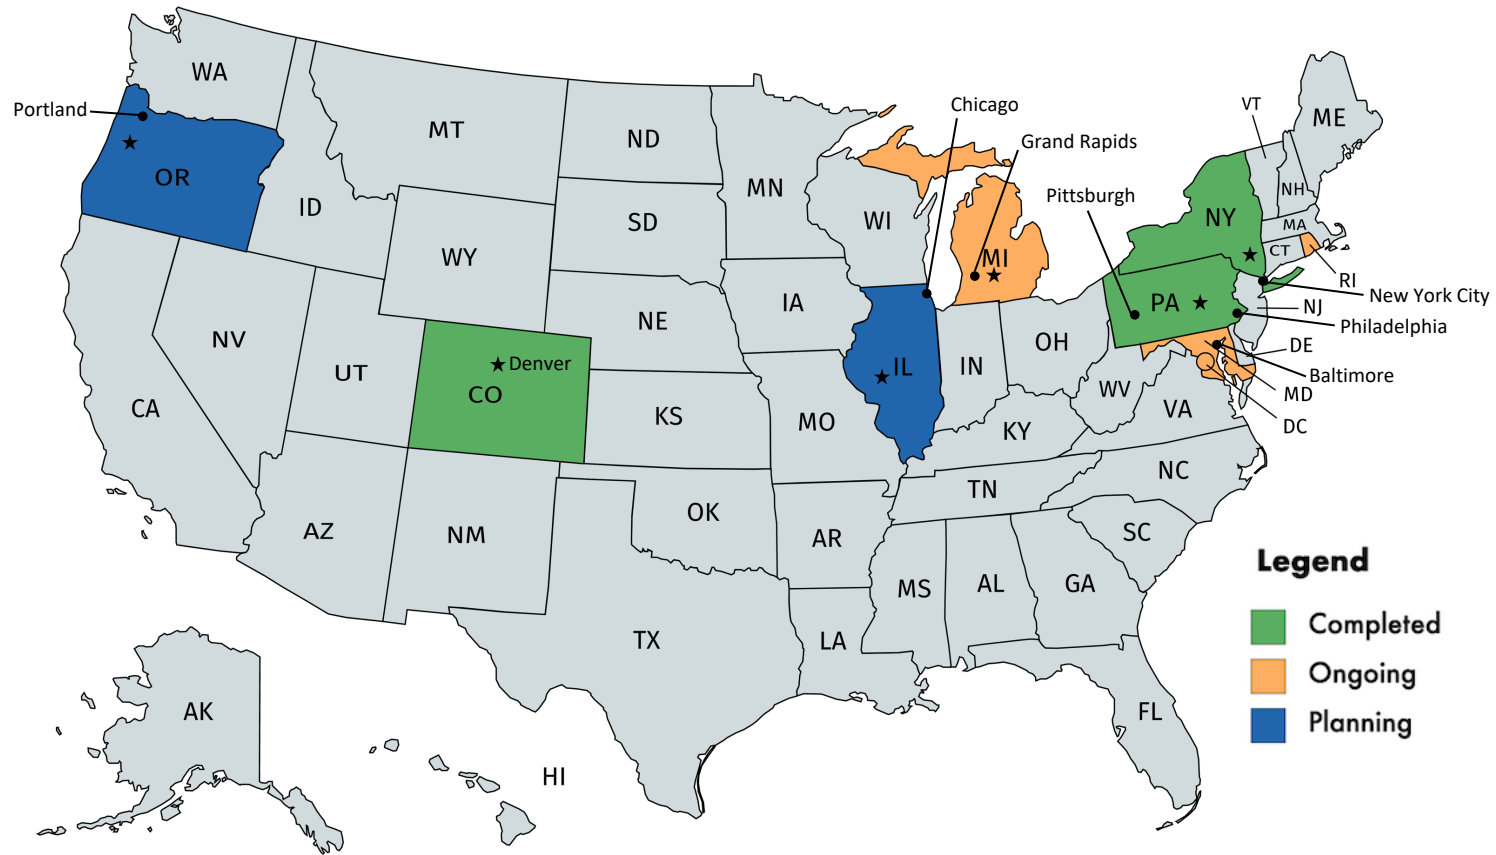 WA
Portland
OR
MT
ID
WY
ND
SD
MN
WI
Chicago
Grand Rapids
Pittsburgh
MI
VT
ME
NH
NY
MA
CT
RI
New York City
NJ
Philadelphia
PA
DE
Baltimore
MD
DC
NV
UT
CA
Denver
CO
NE
IA
KS
MO
IL
IN
OH
WV
VA
KY
NC
TN
SC
AZ
NM
OK
AR
MS
AL
GA
TX
LA
FL
AK
HI
Legend
Completed
Ongoing
Planning